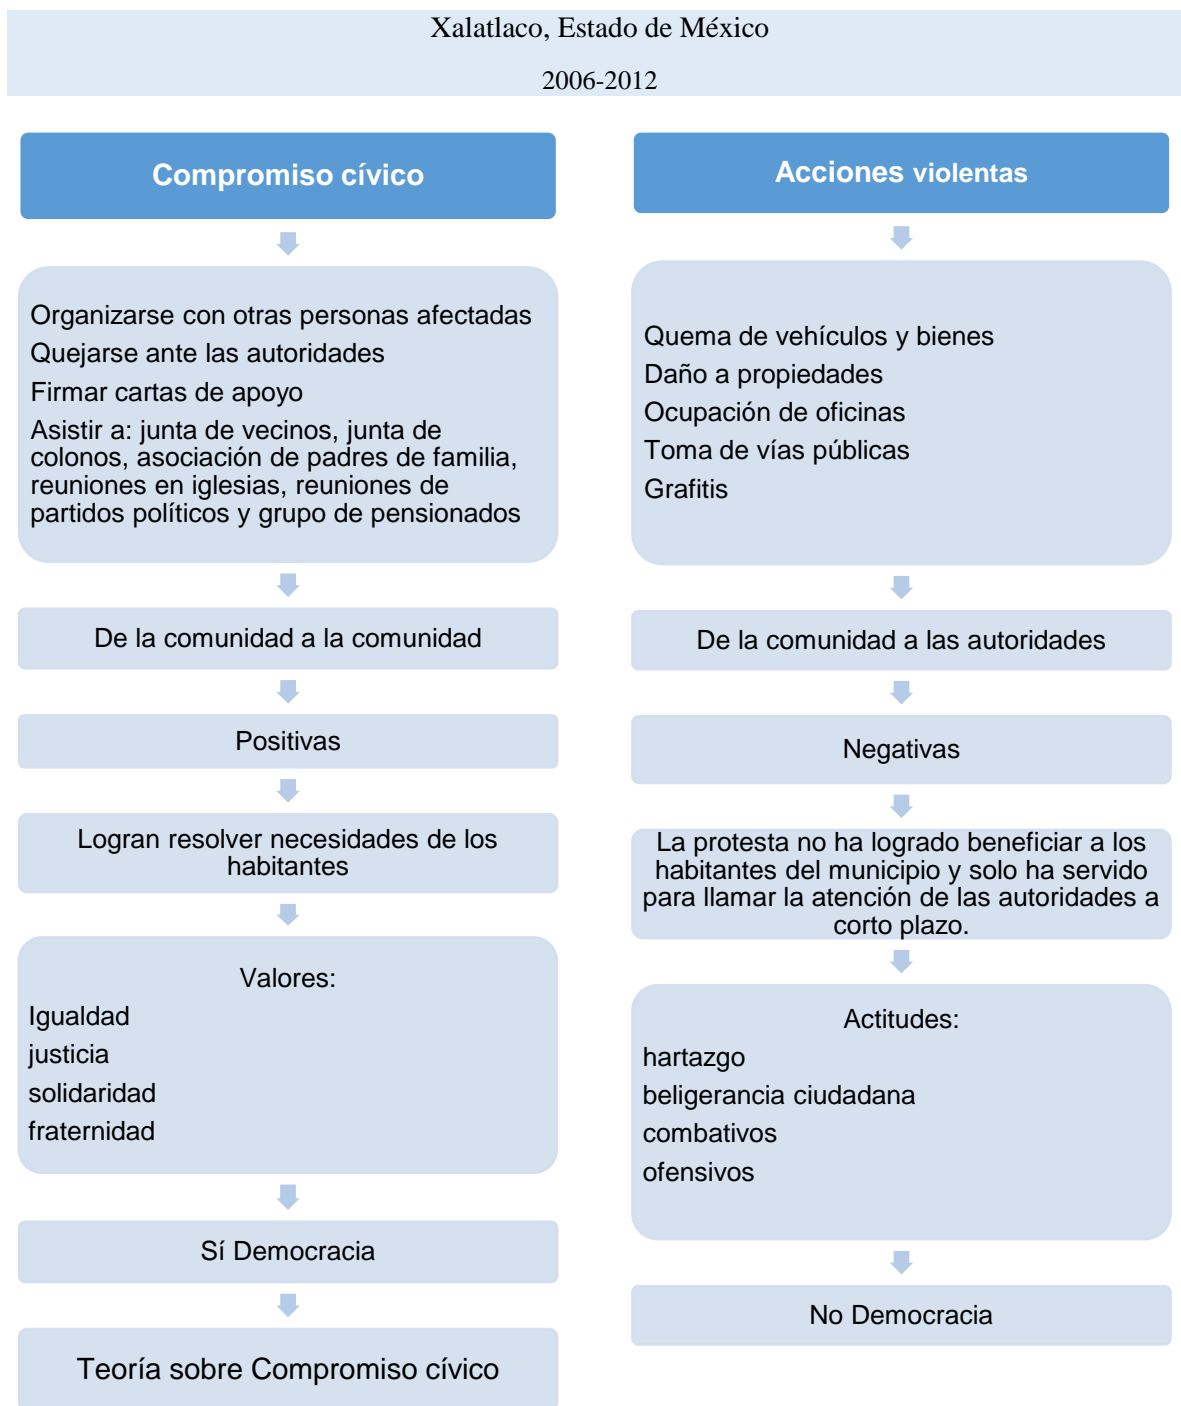 Xalatlaco, Estado de México
2006-2012
Compromiso cívico
Organizarse con otras personas afectadas
Quejarse ante las autoridades
Firmar cartas de apoyo
Asistir a: junta de vecinos, junta de
colonos, asociación de padres de familia,
reuniones en iglesias, reuniones de
partidos políticos y grupo de pensionados
De la comunidad a la comunidad
Positivas
Logran resolver necesidades de los
habitantes
Valores:
Igualdad
justicia
solidaridad
fraternidad
Sí Democracia
Teoría sobre Compromiso cívico
Acciones violentas
Quema de vehículos y bienes
Daño a propiedades
Ocupación de oficinas
Toma de vías públicas
Grafitis
De la comunidad a las autoridades
Negativas
La protesta no ha logrado beneficiar a los
habitantes del municipio y solo ha servido
para llamar la atención de las autoridades a
corto plazo.
Actitudes:
hartazgo
beligerancia ciudadana
combativos
ofensivos
No Democracia